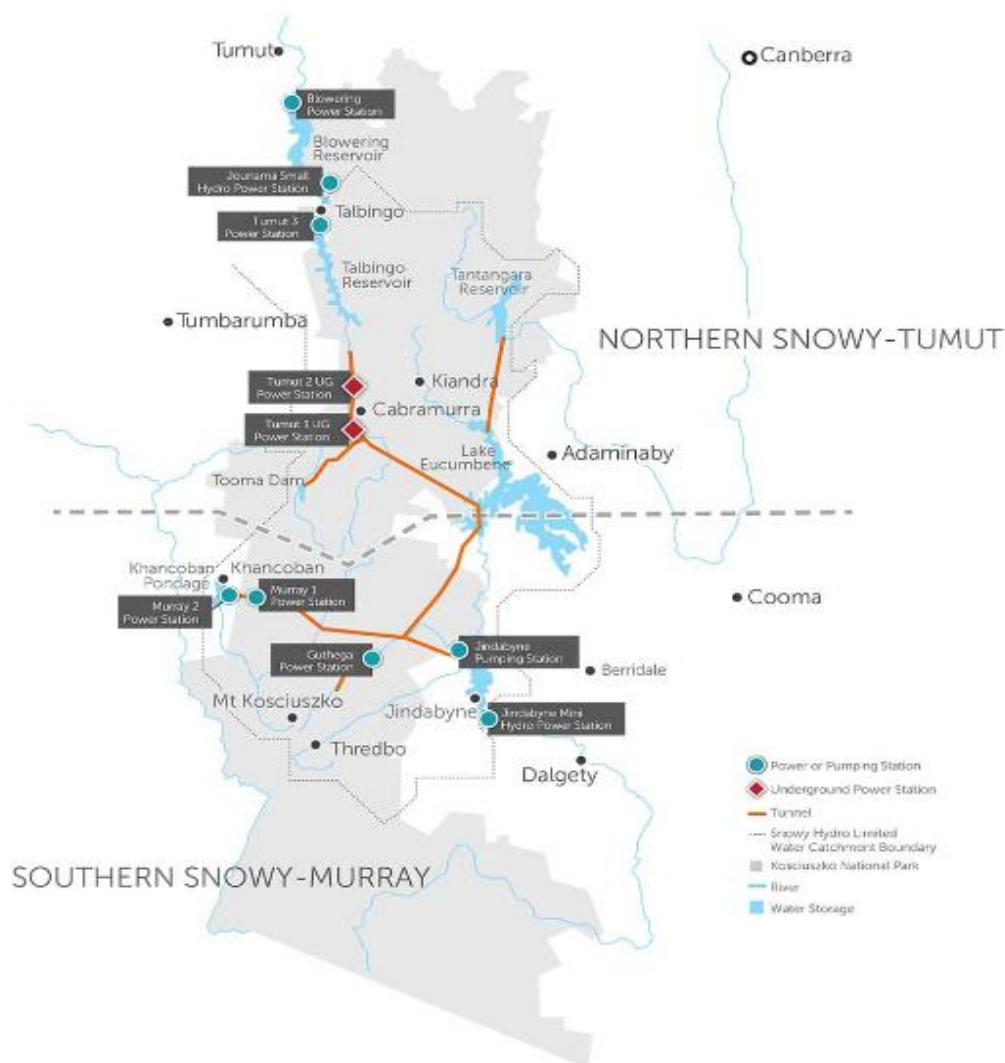 Tumut
Canberra
Blowering
Power Station
Blowering
Reservoir
Jounama Small
Hydro Power Station
Talbingo
Tumut 3
Power Station
Talbingo
Reservoir
Tantangara
Reservoir
Tumbarumba
NORTHERN SNOWY-TUMUT
Tumut 2 UG
Power Station
Kiandra
Cabramurra
Tumut 1 UG
Power Station
Lake
Eucumbene
Adaminaby
Tooma Dam
Khancoban
Pondage
Khancoban
Murray 1
Power Station
Murray 2
Power Station
Cooma
Guthega
Power Station
Jindabyne
Pumping Station
Berridale
Mt Kosciuszko
Jindabyne
Jindabyne Mini
Hydro Power Station
Thredbo
Dalgety
Power or Pumping Station
Underground Power Station
Tunnel
Snowy Hydro Limited
Water Catchment Boundary
Kosciuszko National Park
River
Water Storage
SOUTHERN SNOWY-MURRAY